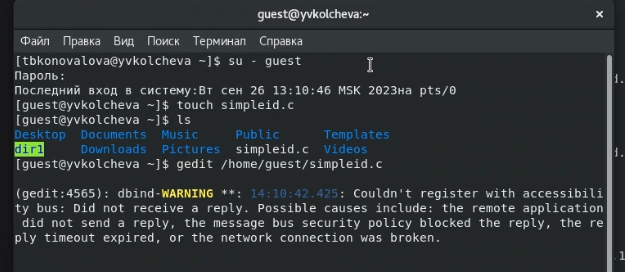 guest@yvkolcheva:~
Файл Правка Вид Поиск Терминал Справка
[tbkonovalova@yvkolcheva ~]$ su - guest
Пароль:
Последний вход в систему:Вт сен 26 13:10:46 MSK 2023на pts/0
[guest@yvkolcheva ~]$ touch simpleid.c
[guest@yvkolcheva ~]$ ls
Desktop Documents Music Public Templates
dir1 Downloads Pictures simpleid.c Videos
[guest@yvkolcheva ~]$ gedit /home/guest/simpleid.c
(gedit:4565): dbind-WARNING **: 14:10:42.425: Couldn't register with accessibili
ty bus: Did not receive a reply. Possible causes include: the remote application
did not send a reply, the message bus security policy blocked the reply, the re
ply timeout expired, or the network connection was broken.